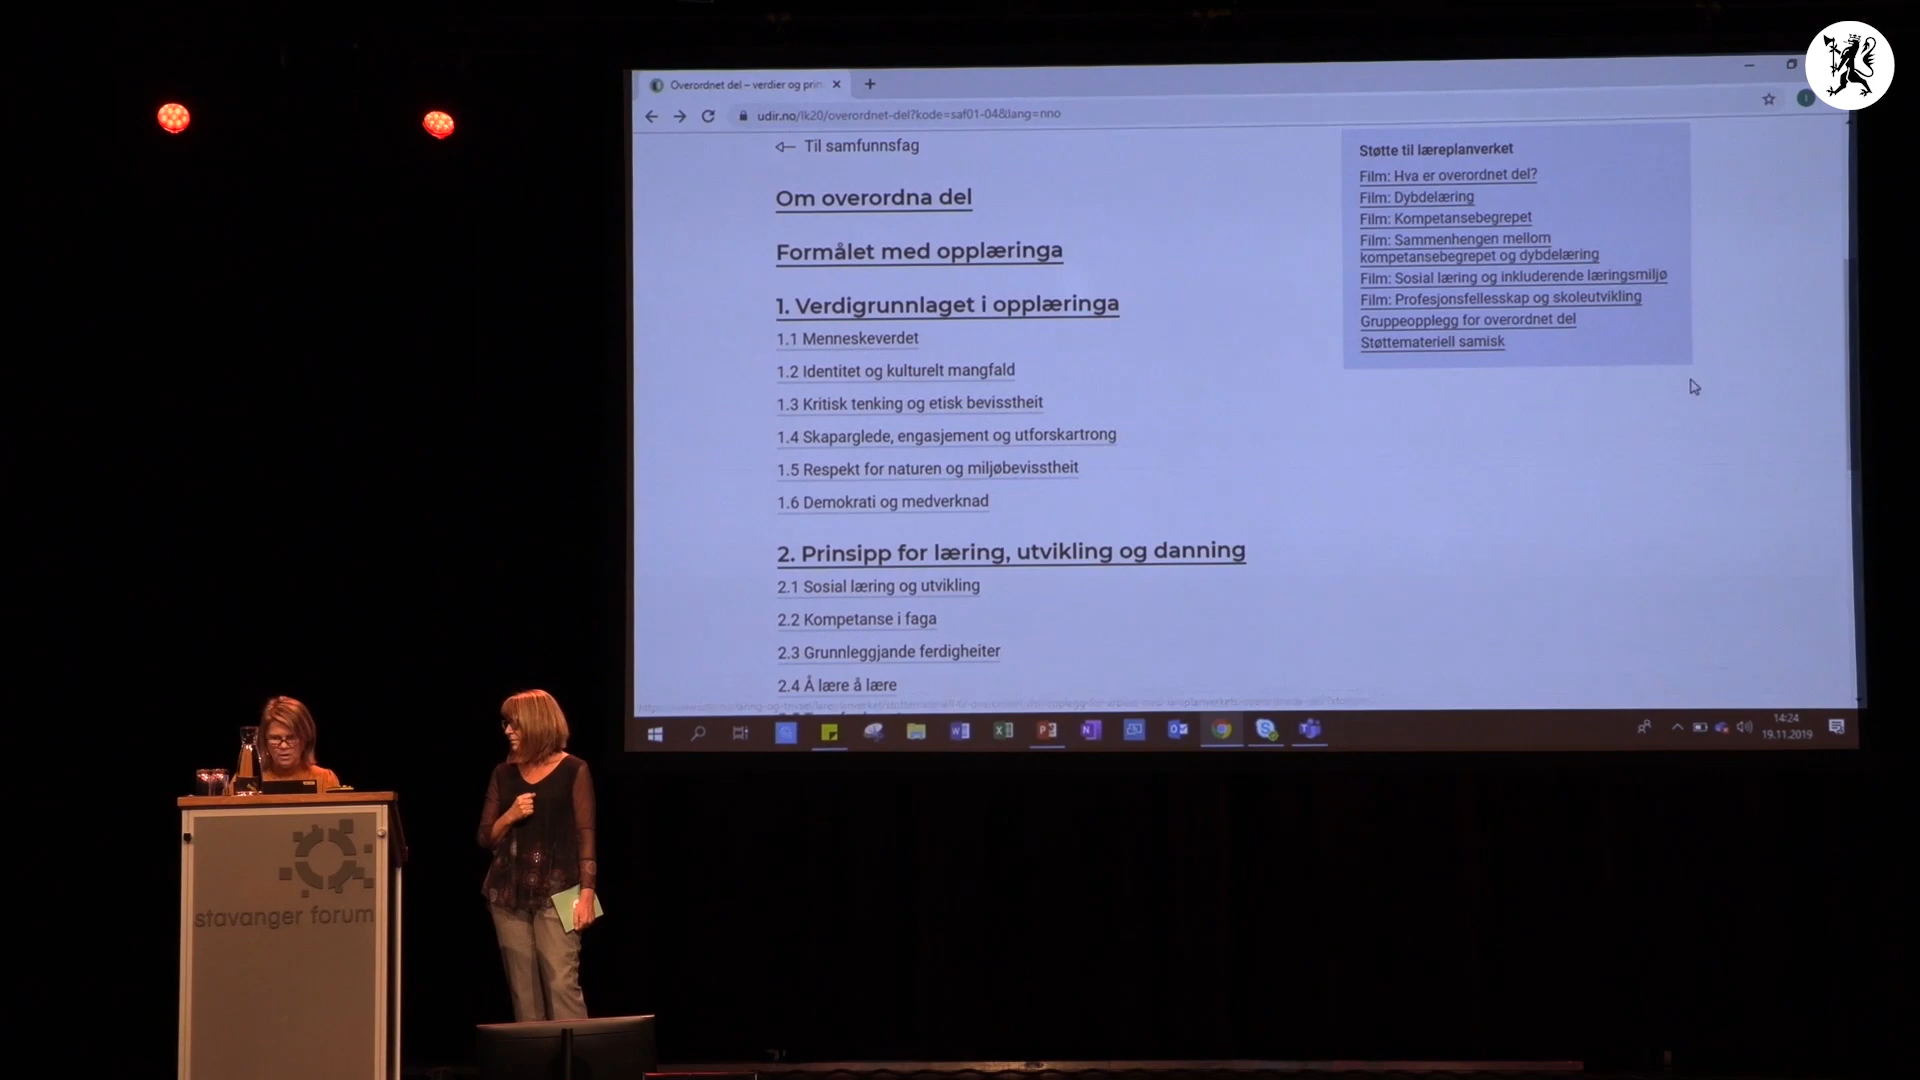 Overordnet del – verdier og prin
udir.no/lk20/overordnet-del?kode=saf01-04&lang=nno
Til samfunnsfag
Om overordna del
Formålet med opplæringa
1. Verdigrunnlaget i opplæringa
1.1 Menneskeverdet
1.2 Identitet og kulturelt mangfald
1.3 Kritisk tenking og etisk bevisstheit
1.4 Skaparglede, engasjement og utforskartrong
1.5 Respekt for naturen og miljøbevisstheit
1.6 Demokrati og medverknad
2. Prinsipp for læring, utvikling og danning
2.1 Sosial læring og utvikling
2.2 Kompetanse i faga
2.3 Grunnleggjande ferdigheiter
2.4 Å lære å lære
Støtte til læreplanverket
Film: Hva er overordnet del?
Film: Dybdelæring
Film: Kompetansebegrepet
Film: Sammenhengen mellom
kompetansebegrepet og dybdelæring
Film: Sosial læring og inkluderende læringsmiljø
Film: Profesjonsfellesskap og skoleutvikling
Gruppeopplegg for overordnet del
Støttemateriell samisk
14:24
19.11.2019
stavanger forum